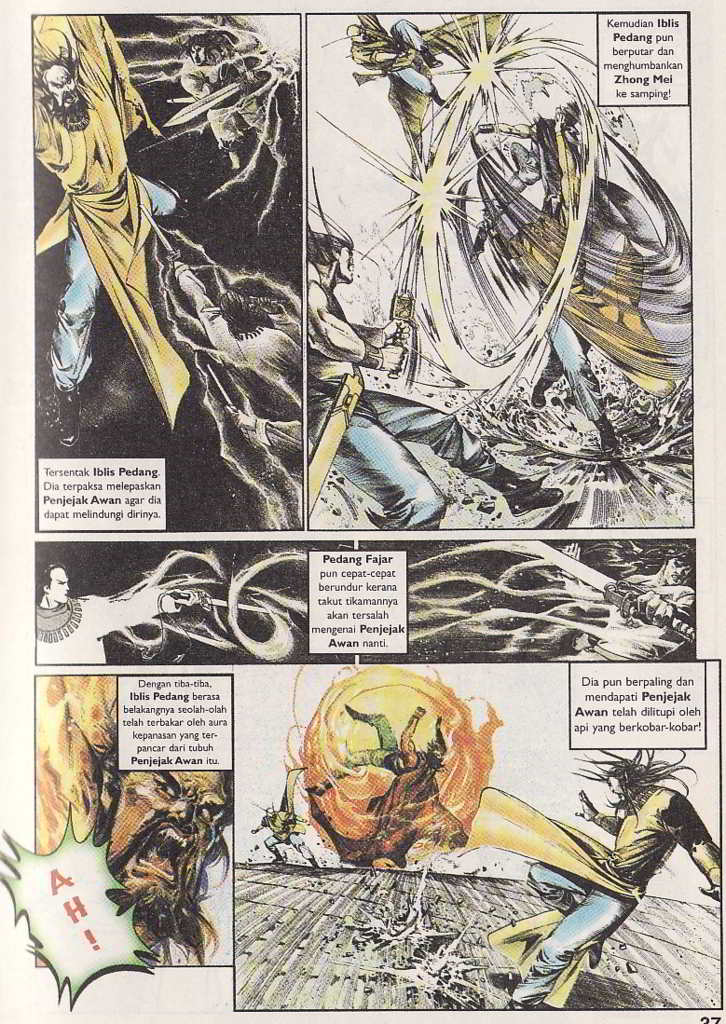 Tersentak Iblis Pedang.
Dia terpaksa melepaskan
Penjejak Awan agar dia
dapat melindungi dirinya.
Kemudian Iblis
Pedang pun
berputar dan
menghumbankan
Zhong Mei
ke samping!
Pedang Fajar
pun cepat-cepat
berundur kerana
takut tikamannya
akan tersalah
mengenai Penjejak
Awan nanti.
Dengan tiba-tiba,
Iblis Pedang berasa
belakangnya seolah-olah
telah terbakar oleh aura
kepanasan yang ter-
pancar dari tubuh
Penjejak Awan itu.
AH!
Dia pun berpaling dan
mendapati Penjejak
Awan telah dilitupi oleh
api yang berkobar-kobar!
37